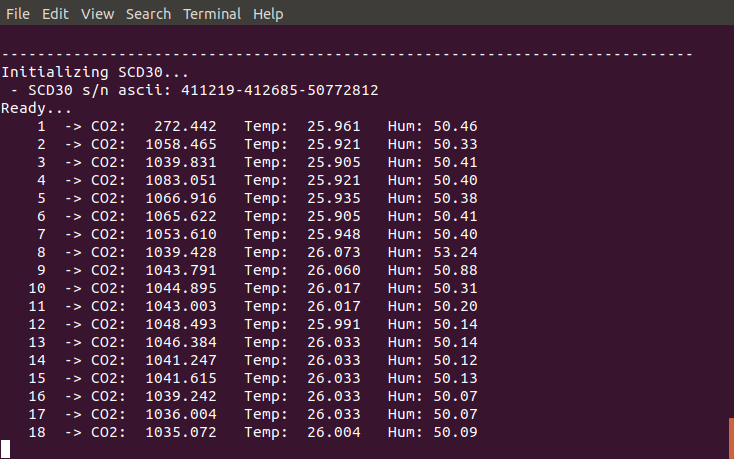 File Edit View Search Terminal Help
-----------------------------------------------------------------------------
Initializing SCD30...
 - SCD30 s/n ascii: 411219-412685-50772812
Ready...
    1  -> CO2:   272.442   Temp:  25.961   Hum: 50.46
    2  -> CO2:  1058.465   Temp:  25.921   Hum: 50.33
    3  -> CO2:  1039.831   Temp:  25.905   Hum: 50.41
    4  -> CO2:  1083.051   Temp:  25.921   Hum: 50.40
    5  -> CO2:  1066.916   Temp:  25.935   Hum: 50.38
    6  -> CO2:  1065.622   Temp:  25.905   Hum: 50.41
    7  -> CO2:  1053.610   Temp:  25.948   Hum: 50.40
    8  -> CO2:  1039.428   Temp:  26.073   Hum: 53.24
    9  -> CO2:  1043.791   Temp:  26.060   Hum: 50.88
   10  -> CO2:  1044.895   Temp:  26.017   Hum: 50.31
   11  -> CO2:  1043.003   Temp:  26.017   Hum: 50.20
   12  -> CO2:  1048.493   Temp:  25.991   Hum: 50.14
   13  -> CO2:  1046.384   Temp:  26.033   Hum: 50.14
   14  -> CO2:  1041.247   Temp:  26.033   Hum: 50.12
   15  -> CO2:  1041.615   Temp:  26.033   Hum: 50.13
   16  -> CO2:  1039.242   Temp:  26.033   Hum: 50.07
   17  -> CO2:  1036.004   Temp:  26.033   Hum: 50.07
   18  -> CO2:  1035.072   Temp:  26.004   Hum: 50.09